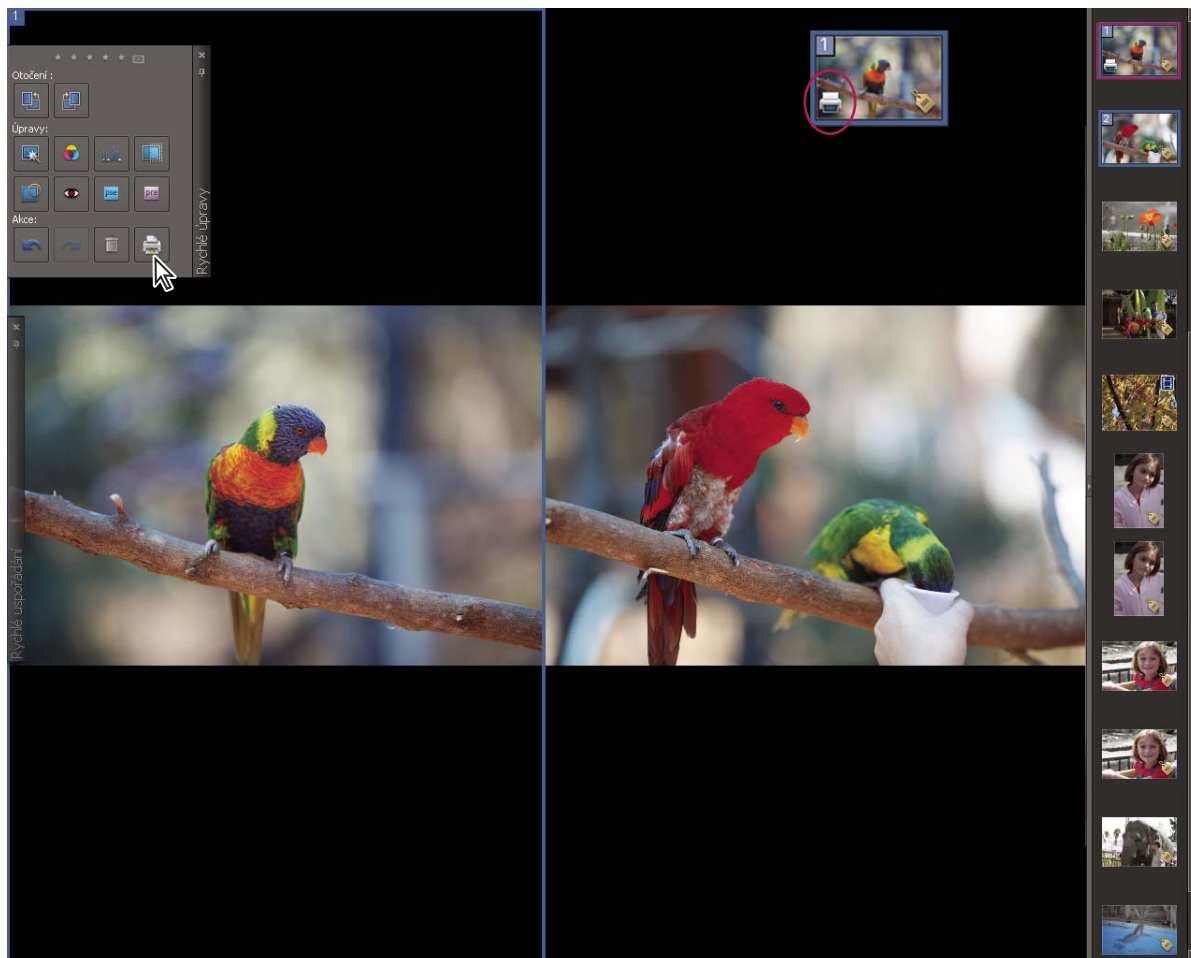 1
Otočení :
Úpravy:
pse
pre
Akce:
Rychlé úpravy
Rychlé uspořádání
1
1
2